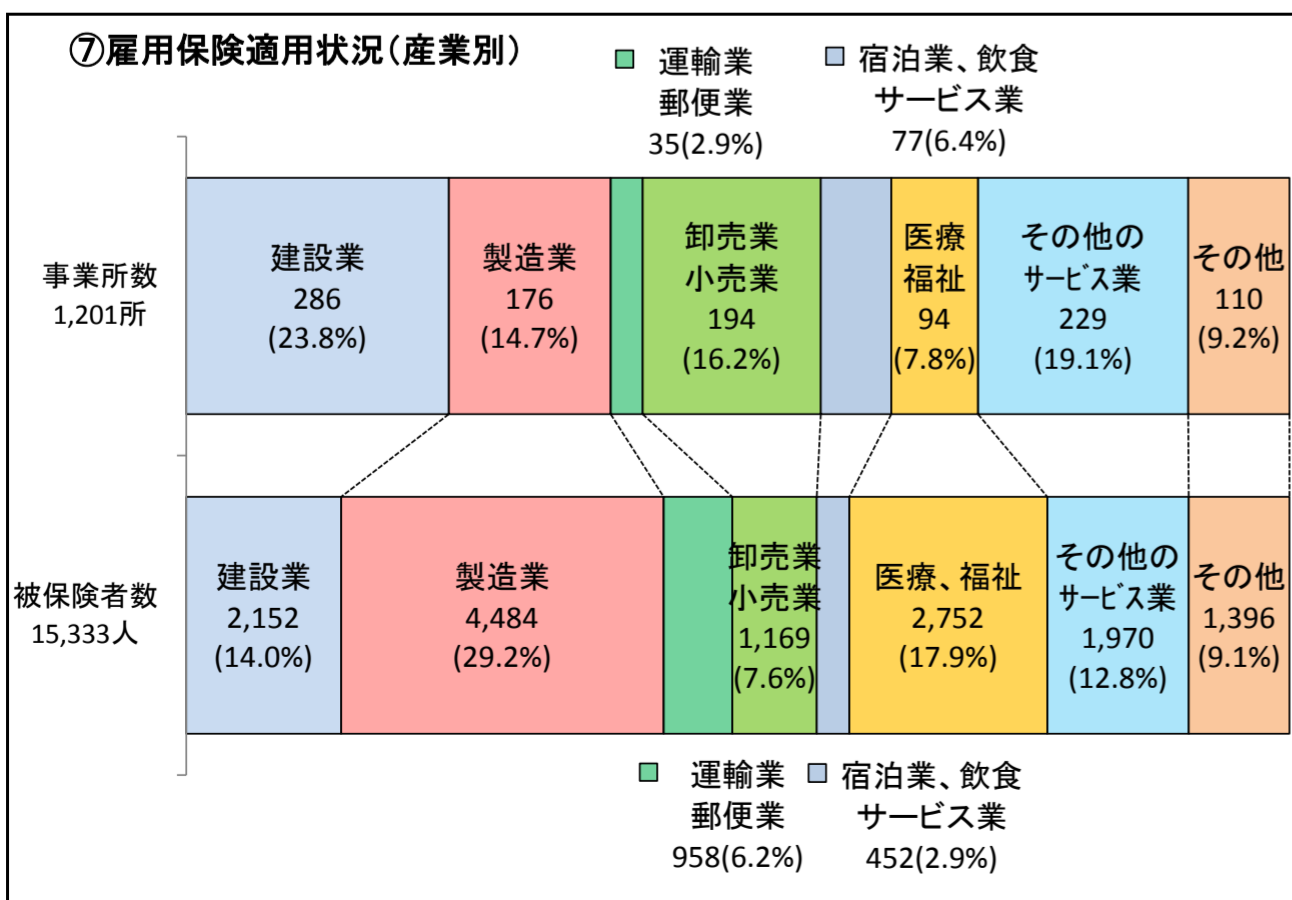 ⑦雇用保険適用状況(産業別)
運輸業
郵便業
35(2.9%)
宿泊業、飲食
サービス業
77(6.4%)
事業所数
1,201所
建設業
286
(23.8%)
製造業
176
(14.7%)
卸売業
小売業
194
(16.2%)
医療
福祉
94
(7.8%)
その他の
ｻｰﾋﾞｽ業
229
(19.1%)
その他
110
(9.2%)
被保険者数
15,333人
建設業
2,152
(14.0%)
製造業
4,484
(29.2%)
卸売業
小売業
1,169
(7.6%)
医療、福祉
2,752
(17.9%)
その他の
ｻｰﾋﾞｽ業
1,970
(12.8%)
その他
1,396
(9.1%)
運輸業
郵便業
958(6.2%)
宿泊業、飲食
サービス業
452(2.9%)